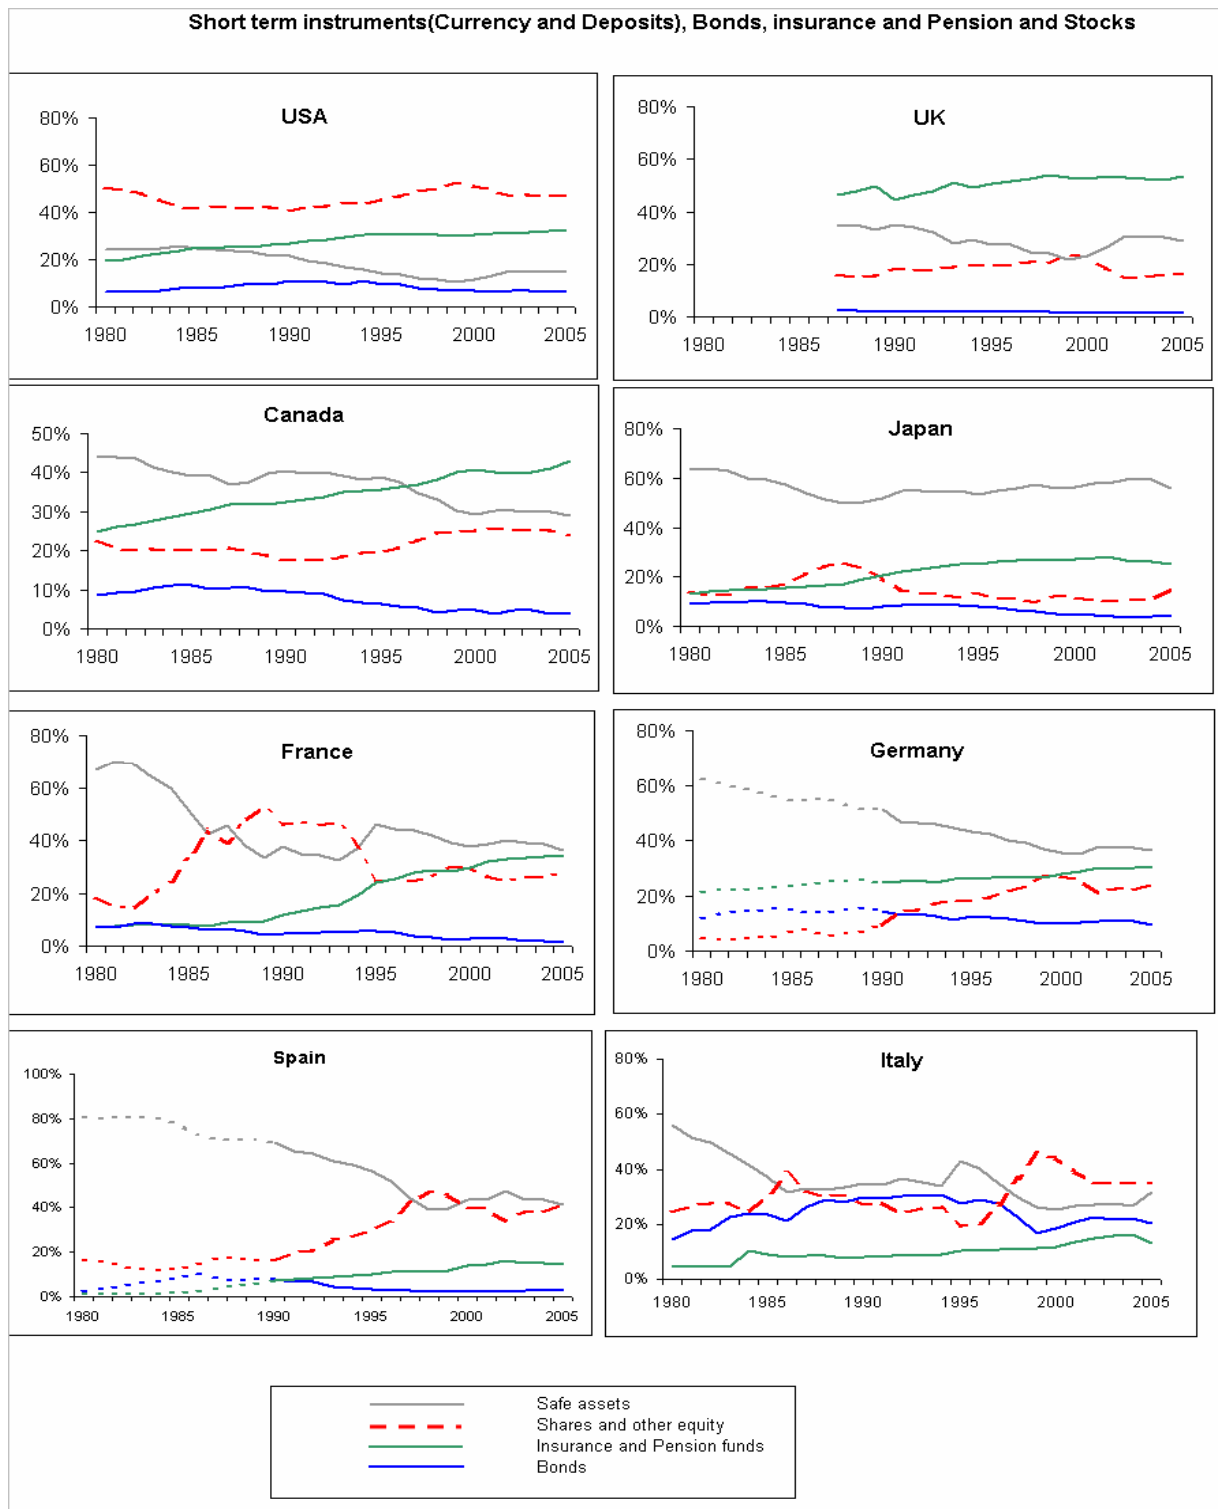 Short term instruments(Currency and Deposits), Bonds, insurance and Pension and Stocks
USA
80%
60%
40%
20%
0%
1980 1985 1990 1995 2000 2005
UK
80%
60%
40%
20%
0%
1980 1985 1990 1995 2000 2005
Canada
50%
40%
30%
20%
10%
0%
1980 1985 1990 1995 2000 2005
Japan
80%
60%
40%
20%
0%
1980 1985 1990 1995 2000 2005
France
80%
60%
40%
20%
0%
1980 1985 1990 1995 2000 2005
Germany
80%
60%
40%
20%
0%
1980 1985 1990 1995 2000 2005
Spain
100%
80%
60%
40%
20%
0%
1980 1985 1990 1995 2000 2005
Italy
80%
60%
40%
20%
0%
1980 1985 1990 1995 2000 2005
Safe assets
Shares and other equity
Insurance and Pension funds
Bonds